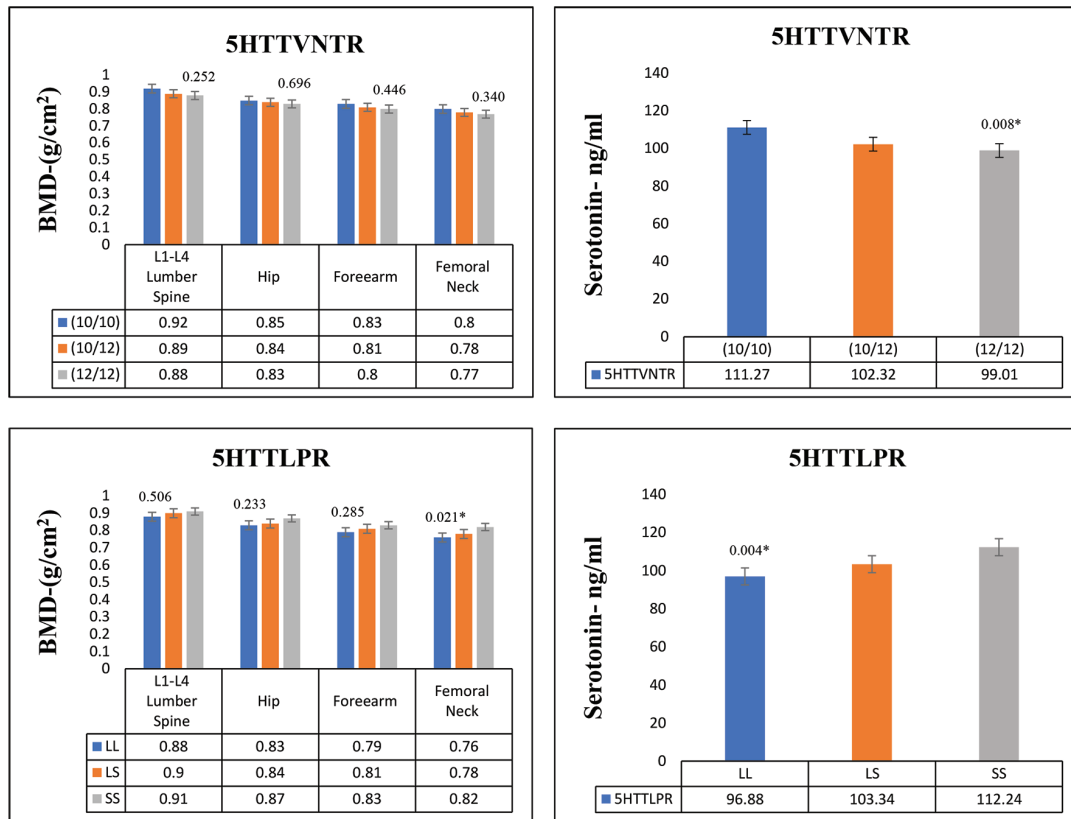 5HTTVNTR
BMD-(g/cm²)
1
0.9
0.8
0.7
0.6
0.5
0.4
0.3
0.2
0.1
0
0.252
0.696
0.446
0.340
L1-L4 Lumber Spine
Hip
Foreearm
Femoral Neck
(10/10) 0.92 0.85 0.83 0.8
(10/12) 0.89 0.84 0.81 0.78
(12/12) 0.88 0.83 0.8 0.77
5HTTVNTR
Serotonin- ng/ml
140
120
100
80
60
40
20
0
0.008*
(10/10) (10/12) (12/12)
5HTTVNTR 111.27 102.32 99.01
5HTTLPR
BMD-(g/cm²)
1
0.9
0.8
0.7
0.6
0.5
0.4
0.3
0.2
0.1
0
0.506
0.233
0.285
0.021*
L1-L4 Lumber Spine
Hip
Foreearm
Femoral Neck
LL 0.88 0.83 0.79 0.76
LS 0.9 0.84 0.81 0.78
SS 0.91 0.87 0.83 0.82
5HTTLPR
Serotonin- ng/ml
140
120
100
80
60
40
20
0
0.004*
LL LS SS
5HTTLPR 96.88 103.34 112.24